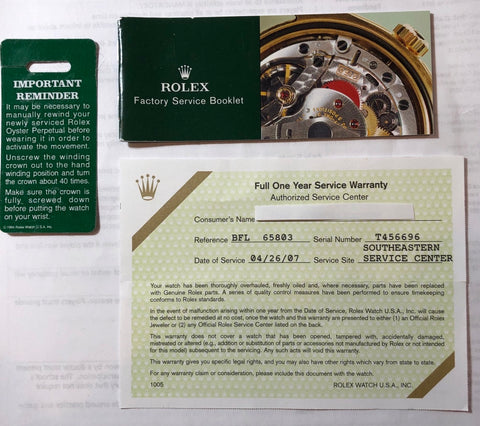 IMPORTANT
REMINDER
It may be necessary to
manually rewind your
newly serviced Rolex
Oyster Perpetual before
wearing it in order to
activate the movement.
Unscrew the winding
crown out to the hand
winding position and turn
the crown about 40 times.
Make sure the crown is
fully screwed down
before putting the watch
on your wrist.
ROLEX
Factory Service Booklet
Full One Year Service Warranty
Authorized Service Center
Consumer's Name
Reference BFL 65803 Serial Number T456696
SOUTHEASTERN
Date of Service 04/26/07 Service Site SERVICE CENTER
Your watch has been thoroughly overhauled, freshly oiled and, where necessary, parts have been replaced
with Genuine Rolex parts. A series of quality control measures have been performed to ensure timekeeping
conforms to Rolex standards.
In the event of malfunction arising within one year from the Date of Service, Rolex Watch U.S.A., Inc. will cause
the defect to be remedied at no cost, once the watch and this warranty are presented to either (1) an Official Rolex
Jeweler or (2) any Official Rolex Service Center listed on the back.
This warranty does not cover a watch that has been opened, tampered with, accidentally damaged,
mistreated or altered (e.g. addition or substitution of parts or accessories not manufactured by Rolex or not intended
for this model) subsequent to the servicing. Any such acts will void this warranty.
This warranty gives you specific legal rights, and you may also have other rights which vary from state to state.
For any warranty claim or consideration, please include this document with the watch.
1005 ROLEX WATCH U.S.A., INC.